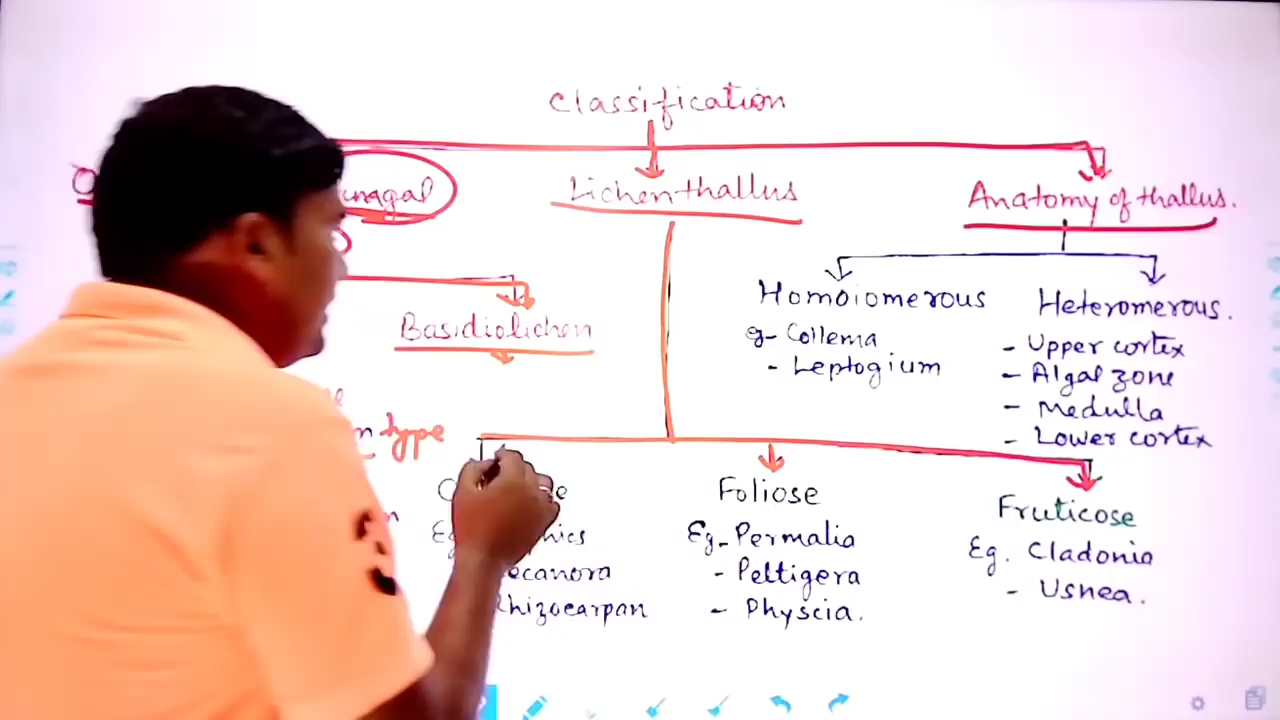 Classification
Lichen thallus
Anatomy of thallus.
Homoiomerous
Heteromerous.
eg- Collema
- Leptogium
- Upper cortex
- Algal zone
- Medulla
- Lower cortex
Basidiolichen
type
Foliose
Eg- Permalia
- Peltigera
- Physcia.
Fruticose
Eg. Cladonia
- Usnea.